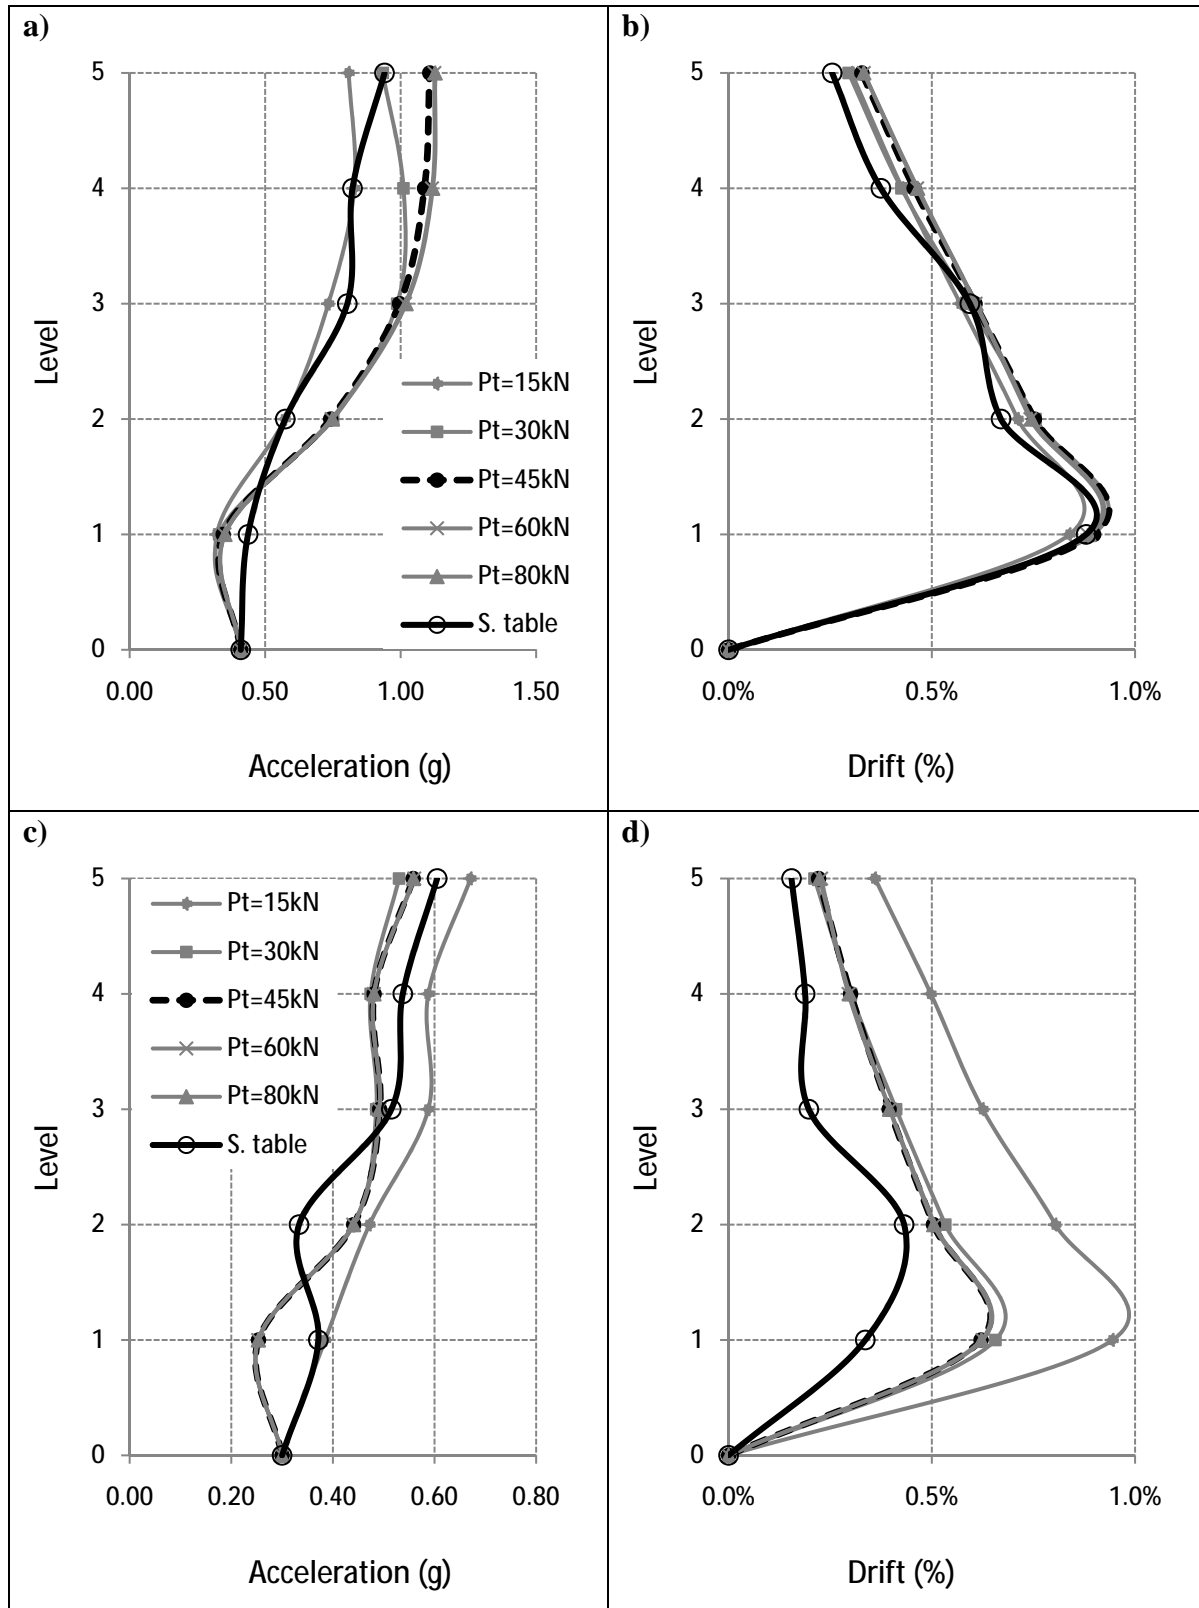 a)
5
4
3
2
1
0
Level
Pt=15kN
Pt=30kN
Pt=45kN
Pt=60kN
Pt=80kN
S. table
0.00 0.50 1.00 1.50
Acceleration (g)
b)
5
4
3
2
1
0
Level
0.0% 0.5% 1.0%
Drift (%)
c)
5
4
3
2
1
0
Level
Pt=15kN
Pt=30kN
Pt=45kN
Pt=60kN
Pt=80kN
S. table
0.00 0.20 0.40 0.60 0.80
Acceleration (g)
d)
5
4
3
2
1
0
Level
0.0% 0.5% 1.0%
Drift (%)